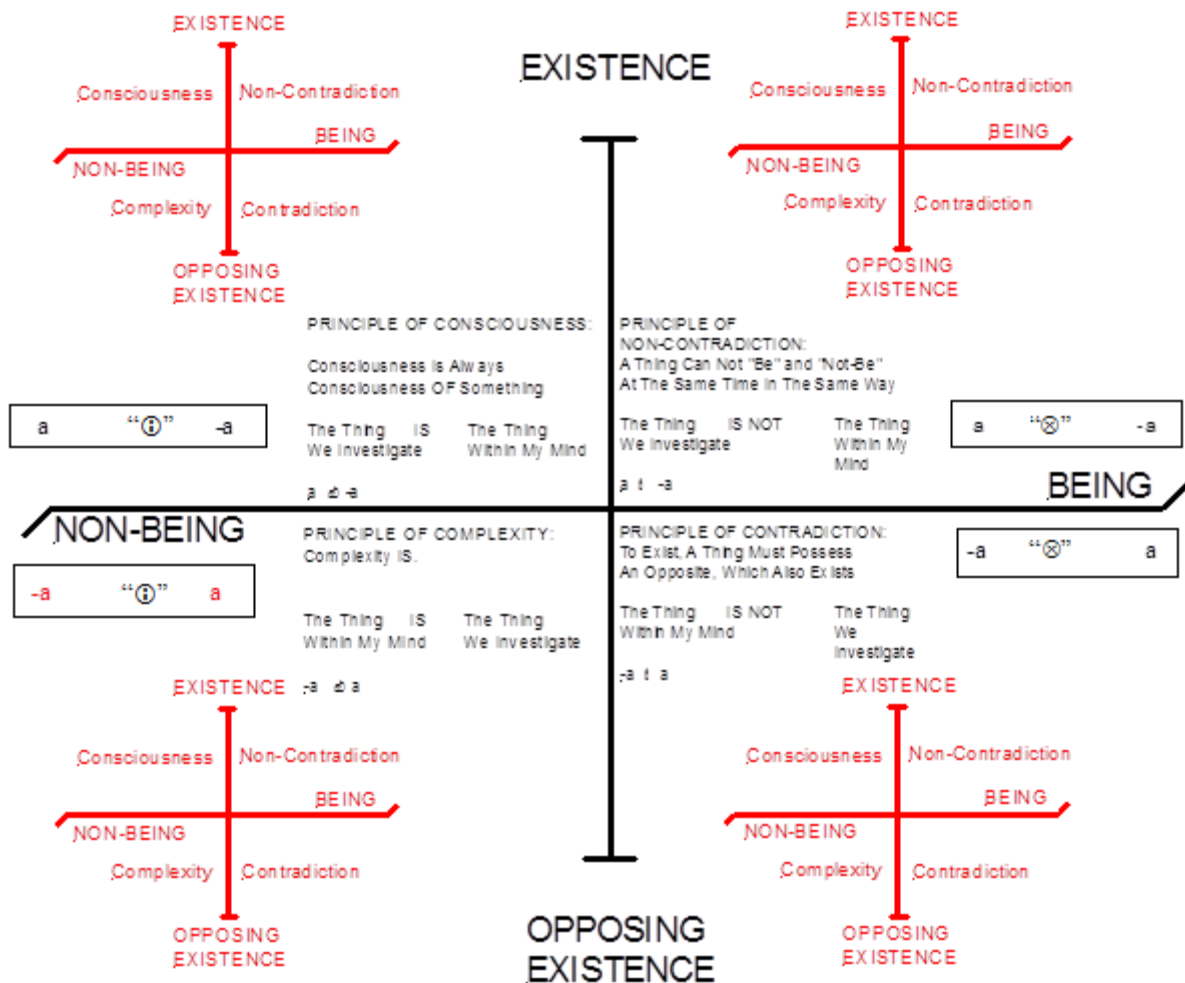 EXISTENCE
Consciousness Non-Contradiction
BEING
NON-BEING
Complexity Contradiction
OPPOSING
EXISTENCE
EXISTENCE
EXISTENCE
Consciousness Non-Contradiction
BEING
NON-BEING
Complexity Contradiction
OPPOSING
EXISTENCE
PRINCIPLE OF CONSCIOUSNESS:
Consciousness Is Always
Consciousness OF Something
The Thing IS The Thing
We Investigate Within My Mind
a -a
PRINCIPLE OF
NON-CONTRADICTION:
A Thing Can Not "Be" and "Not-Be"
At The Same Time In The Same Way
The Thing IS NOT The Thing
We Investigate Within My
Mind
a t -a
a “ⓘ” -a
a “⊗” -a
BEING
NON-BEING
PRINCIPLE OF COMPLEXITY:
Complexity IS.
The Thing IS The Thing
Within My Mind We Investigate
-a a
PRINCIPLE OF CONTRADICTION:
To Exist, A Thing Must Possess
An Opposite, Which Also Exists
The Thing IS NOT The Thing
Within My Mind We
Investigate
-a t a
-a “ⓘ” a
-a “⊗” a
EXISTENCE
Consciousness Non-Contradiction
BEING
NON-BEING
Complexity Contradiction
OPPOSING
EXISTENCE
EXISTENCE
Consciousness Non-Contradiction
BEING
NON-BEING
Complexity Contradiction
OPPOSING
EXISTENCE
OPPOSING
EXISTENCE